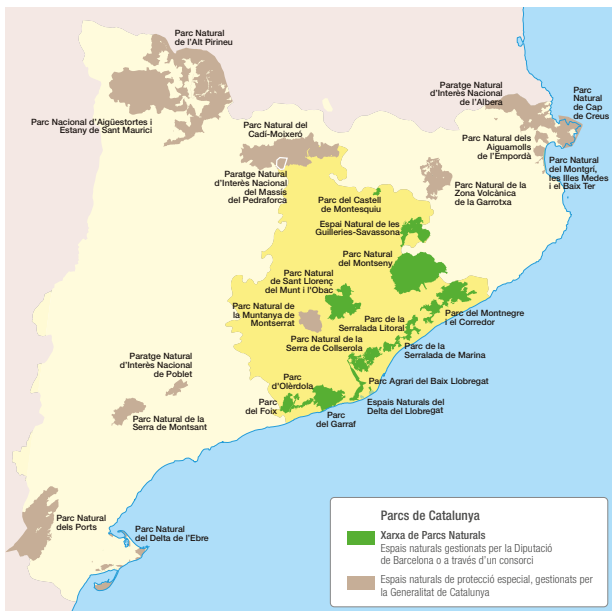 Parc Natural
de l'Alt Pirineu
Parc Nacional d'Aigüestortes i
Estany de Sant Maurici
Parc Natural del
Cadí-Moixeró
Paratge Natural
d'Interès Nacional
de l'Albera
Parc
Natural
de Cap
de Creus
Parc Natural dels
Aiguamolls
de l'Empordà
Parc Natural
del Montgrí,
les Illes Medes
i el Baix Ter
Paratge Natural
d'Interès Nacional
del Massís
del Pedraforca
Parc Natural de la
Zona Volcànica
de la Garrotxa
Parc del Castell
de Montesquiu
Espai Natural de les
Guilleries-Savassona
Parc Natural
del Montseny
Parc Natural
de Sant Llorenç
del Munt i l'Obac
Parc Natural de
la Muntanya de
Montserrat
Parc de la
Serralada Litoral
Parc del Montnegre
i el Corredor
Parc Natural de la
Serra de Collserola
Parc de la
Serralada de Marina
Paratge Natural
d'Interès Nacional
de Poblet
Parc
d'Olèrdola
Parc Agrari del Baix Llobregat
Parc
del Foix
Espais Naturals del
Delta del Llobregat
Parc
del Garraf
Parc Natural de la
Serra de Montsant
Parc Natural
dels Ports
Parc Natural
del Delta de l'Ebre
Parcs de Catalunya
Xarxa de Parcs Naturals
Espais naturals gestionats per la Diputació
de Barcelona o a través d'un consorci
Espais naturals de protecció especial, gestionats per
la Generalitat de Catalunya